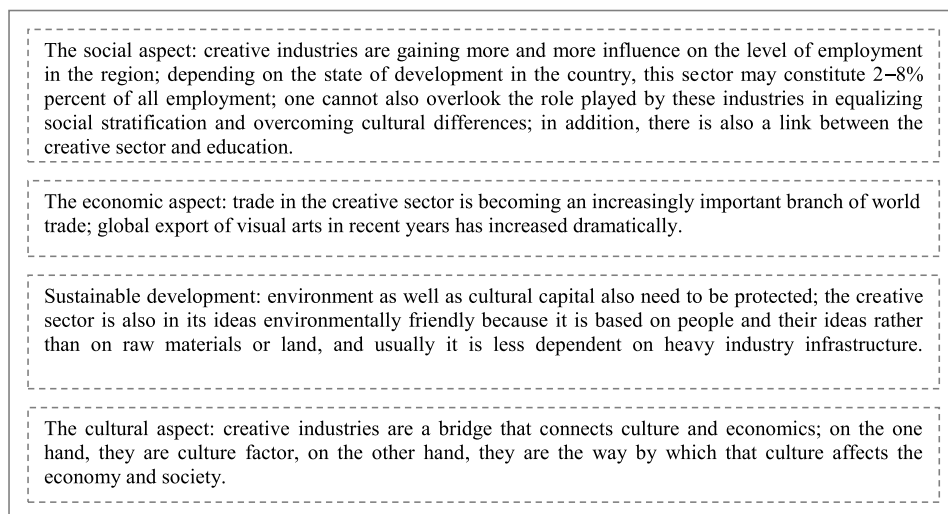 The social aspect: creative industries are gaining more and more influence on the level of employment
in the region; depending on the state of development in the country, this sector may constitute 2–8%
percent of all employment; one cannot also overlook the role played by these industries in equalizing
social stratification and overcoming cultural differences; in addition, there is also a link between the
creative sector and education.
The economic aspect: trade in the creative sector is becoming an increasingly important branch of world
trade; global export of visual arts in recent years has increased dramatically.
Sustainable development: environment as well as cultural capital also need to be protected; the creative
sector is also in its ideas environmentally friendly because it is based on people and their ideas rather
than on raw materials or land, and usually it is less dependent on heavy industry infrastructure.
The cultural aspect: creative industries are a bridge that connects culture and economics; on the one
hand, they are culture factor, on the other hand, they are the way by which that culture affects the
economy and society.